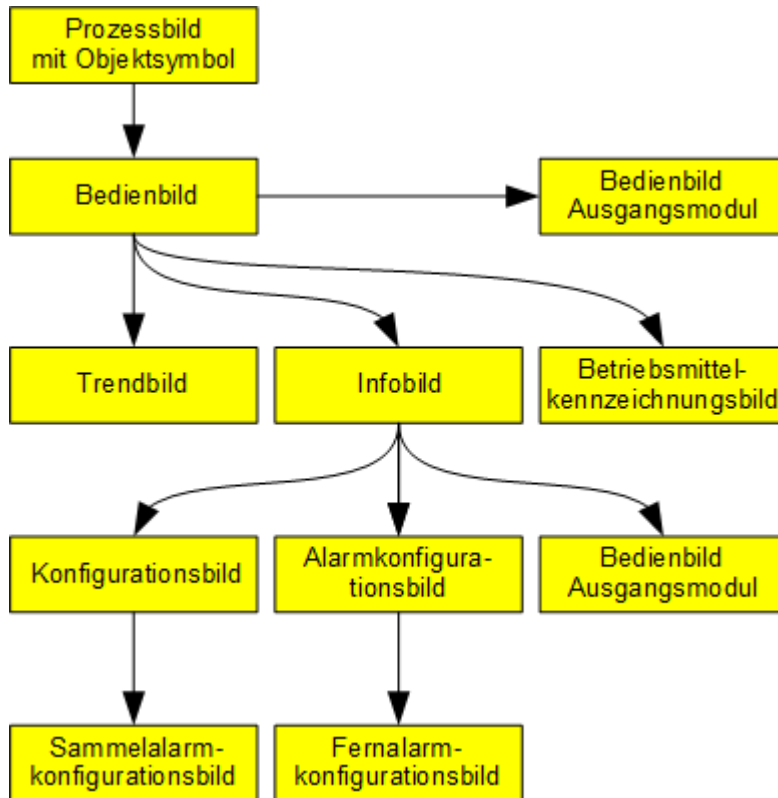 Prozessbild
mit Objektsymbol
Bedienbild
Bedienbild
Ausgangsmodul
Trendbild
Infobild
Betriebsmittel-
kennzeichnungsbild
Konfigurationsbild
Alarmkonfigura-
tionsbild
Bedienbild
Ausgangsmodul
Sammelalarm-
konfigurationsbild
Fernalarm-
konfigurationsbild